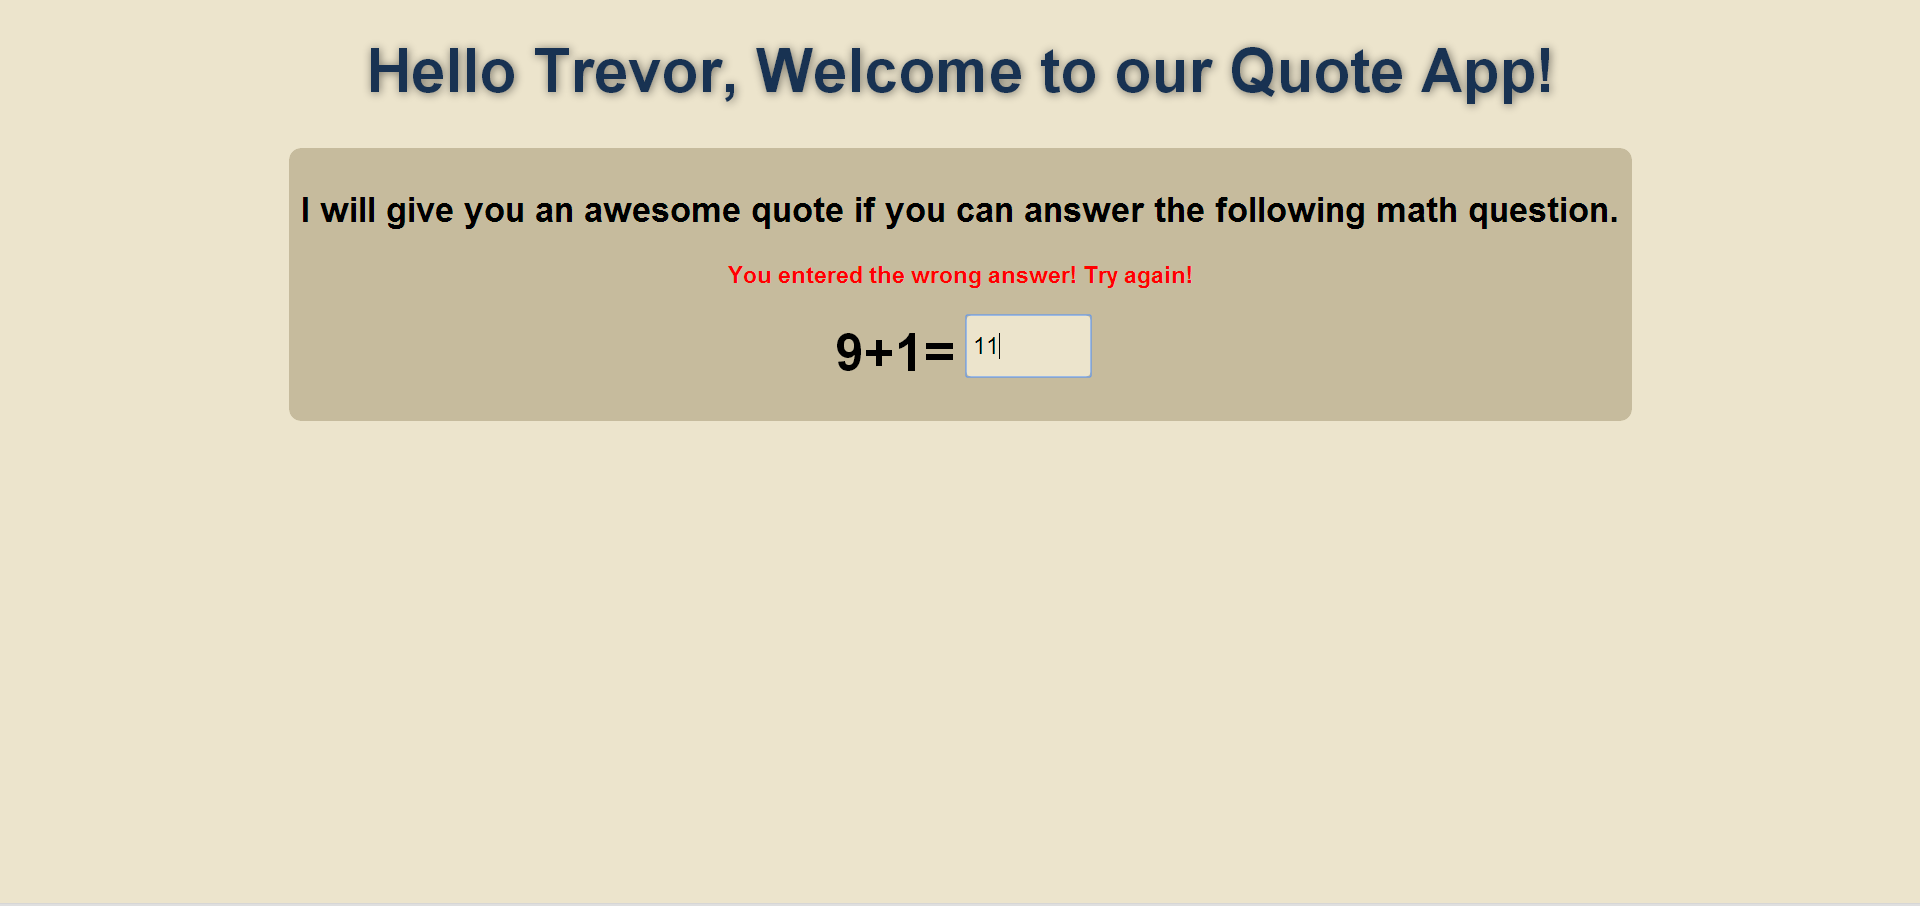 Hello Trevor, Welcome to our Quote App!
I will give you an awesome quote if you can answer the following math question.
You entered the wrong answer! Try again!
9+1= 11